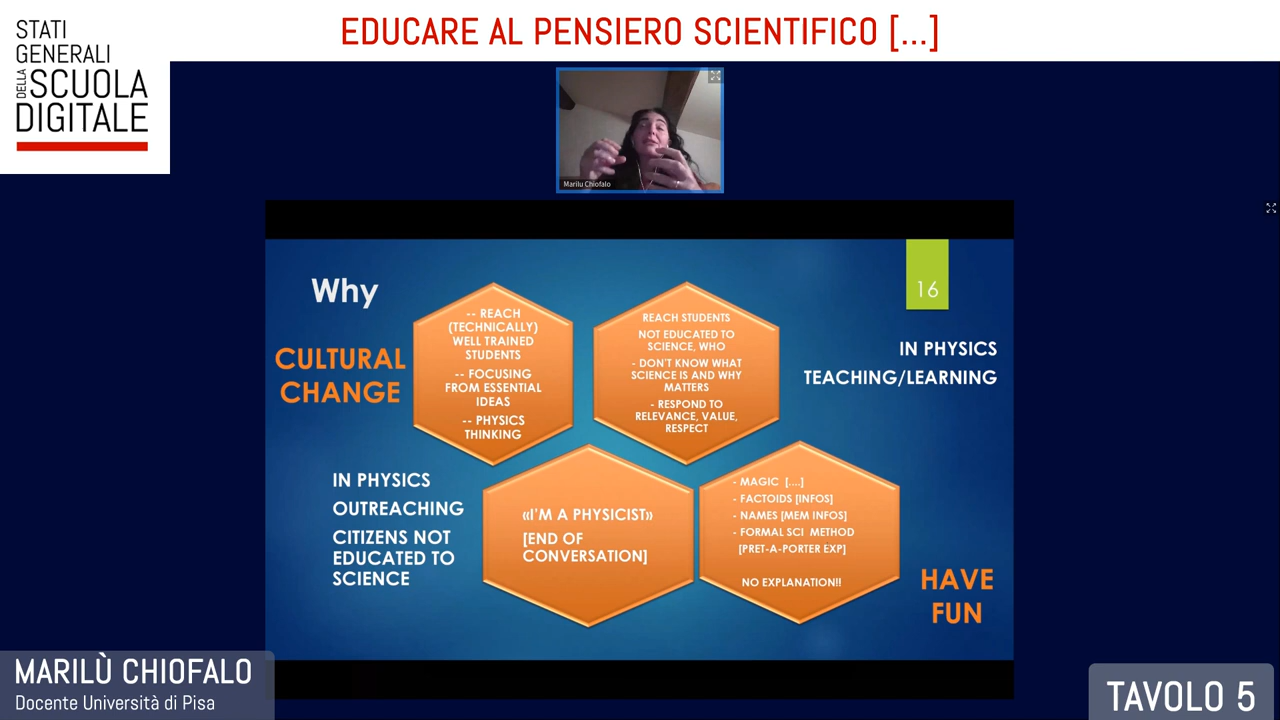 STATI
GENERALI
DELLA SCUOLA
DIGITALE
EDUCARE AL PENSIERO SCIENTIFICO [...]
Marilu Chiofalo
16
Why
CULTURAL
CHANGE
-- REACH
(TECHNICALLY)
WELL TRAINED
STUDENTS
-- FOCUSING
FROM ESSENTIAL
IDEAS
-- PHYSICS
THINKING
REACH STUDENTS
NOT EDUCATED TO
SCIENCE, WHO
- DON'T KNOW WHAT
SCIENCE IS AND WHY
MATTERS
- RESPOND TO
RELEVANCE, VALUE,
RESPECT
IN PHYSICS
TEACHING/LEARNING
IN PHYSICS
OUTREACHING
CITIZENS NOT
EDUCATED TO
SCIENCE
«I'M A PHYSICIST»
[END OF
CONVERSATION]
- MAGIC [....]
- FACTOIDS [INFOS]
- NAMES [MEM INFOS]
- FORMAL SCI METHOD
[PRET-A-PORTER EXP]
NO EXPLANATION!!
HAVE
FUN
MARILÙ CHIOFALO
Docente Università di Pisa
TAVOLO 5